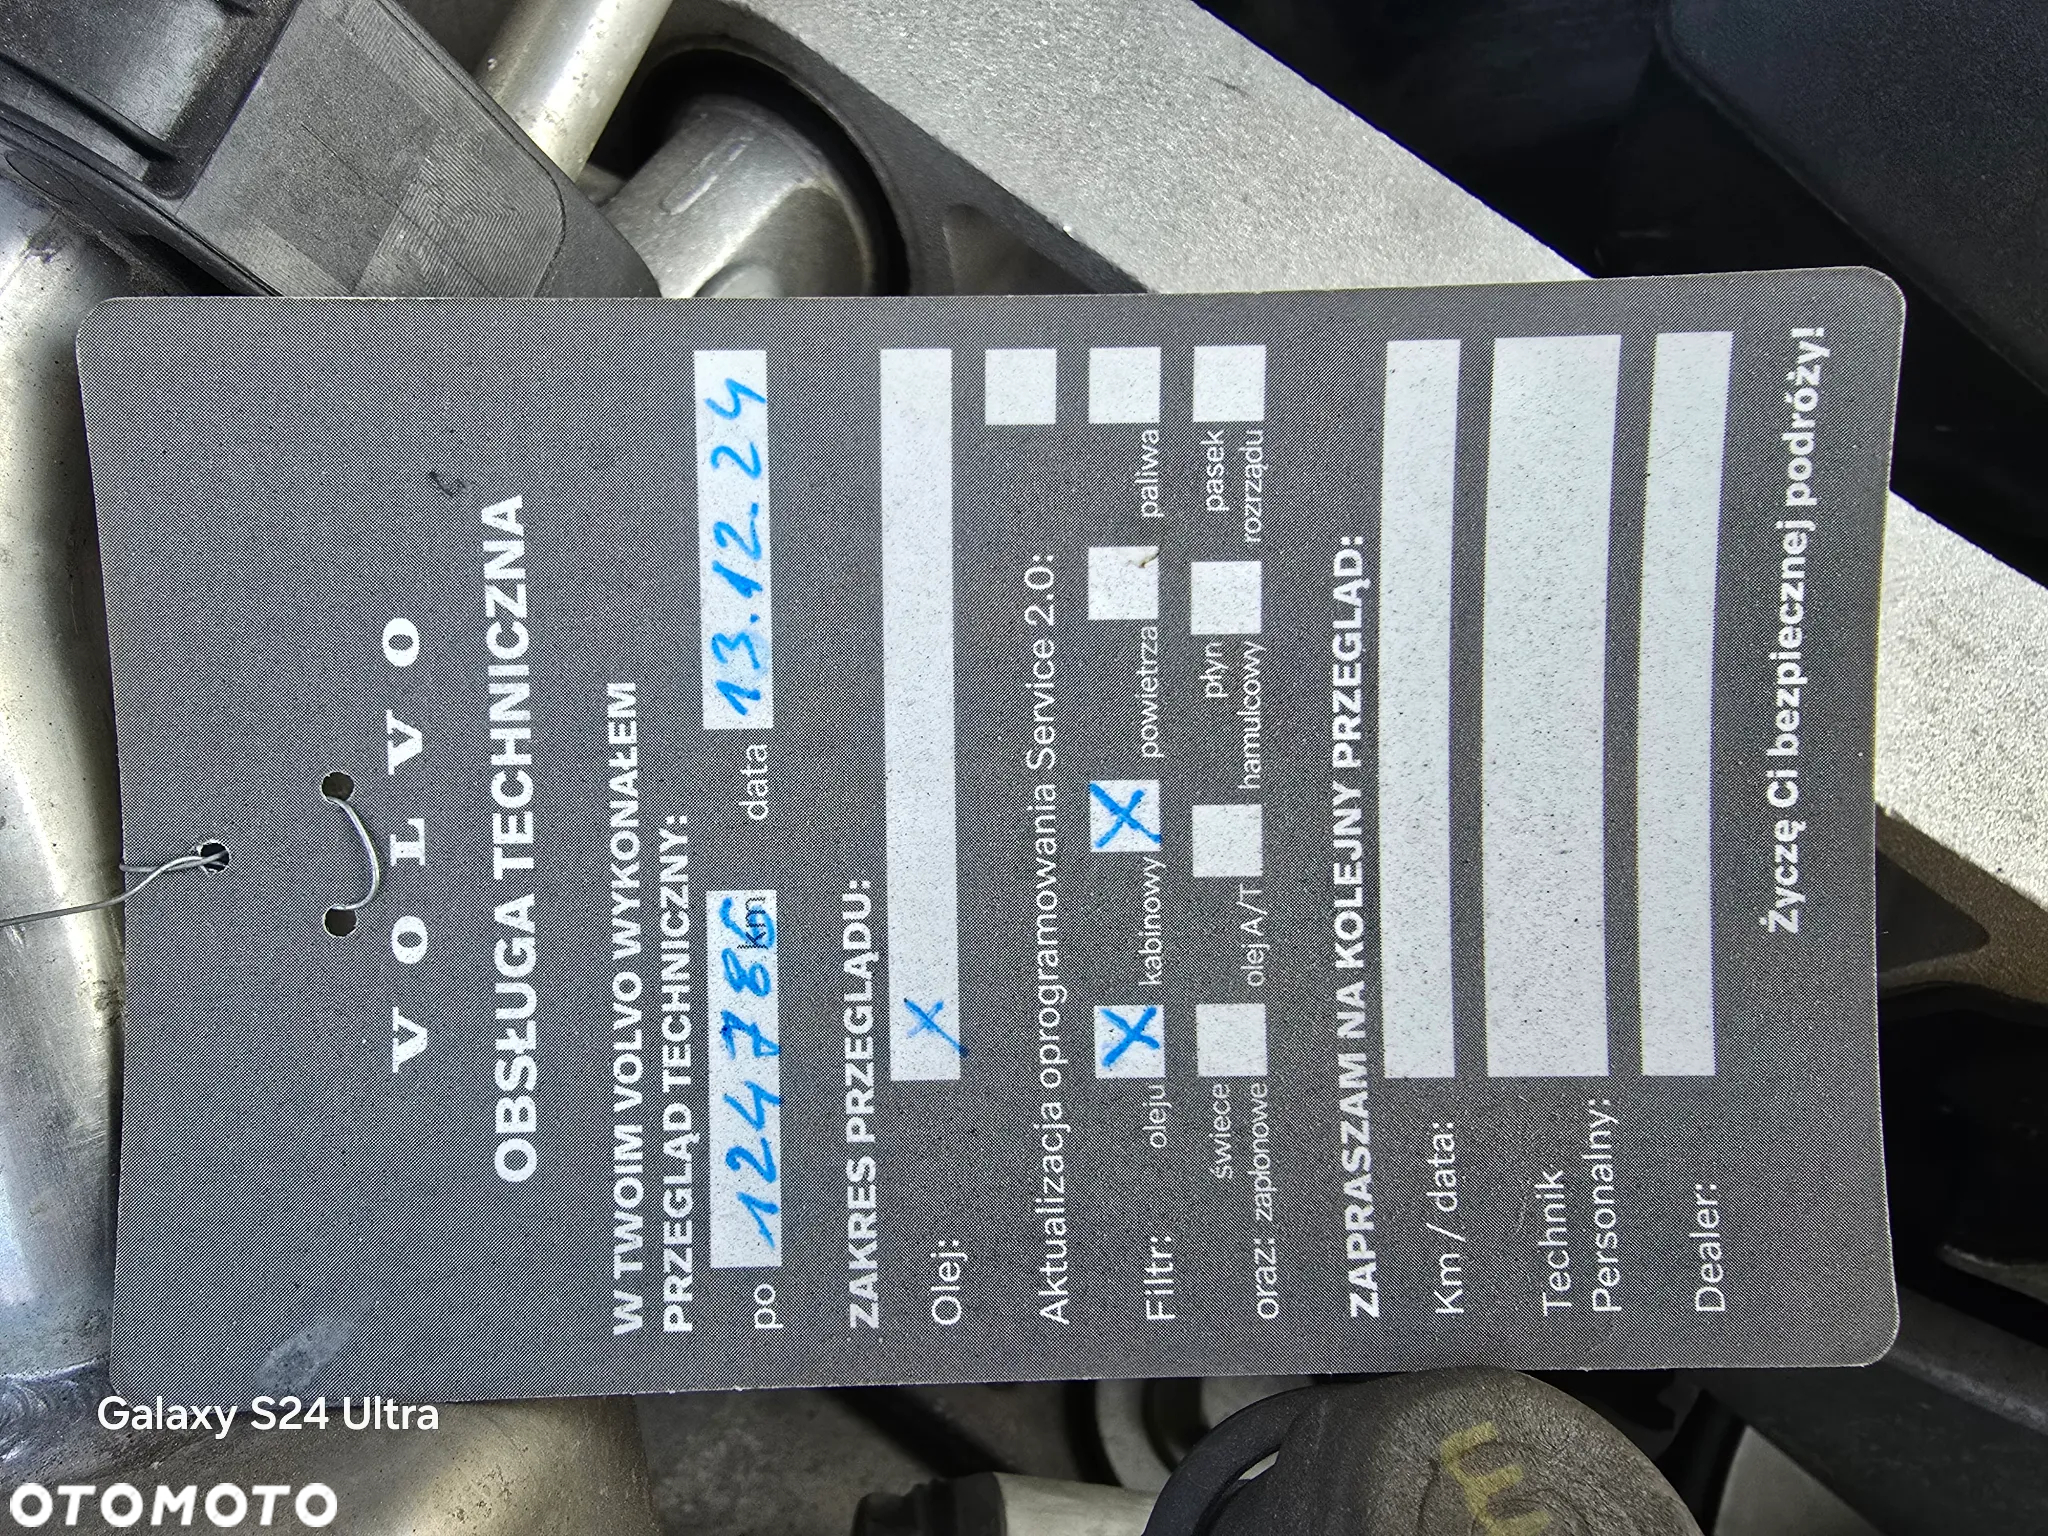 VOLVO
OBSŁUGA TECHNICZNA
W TWOIM VOLVO WYKONAŁEM
PRZEGLĄD TECHNICZNY:
po 124 786 km data 13.12.24
ZAKRES PRZEGLĄDU:
Olej: X
Aktualizacja oprogramowania Service 2.0:
Filtr: oleju X kabinowy X powietrza paliwa
oraz: świece zapłonowe olej A/T płyn hamulcowy pasek rozrządu
ZAPRASZAM NA KOLEJNY PRZEGLĄD:
Km / data:
Technik
Personalny:
Dealer:
Życzę Ci bezpiecznej podróży!
Galaxy S24 Ultra
OTOMOTO